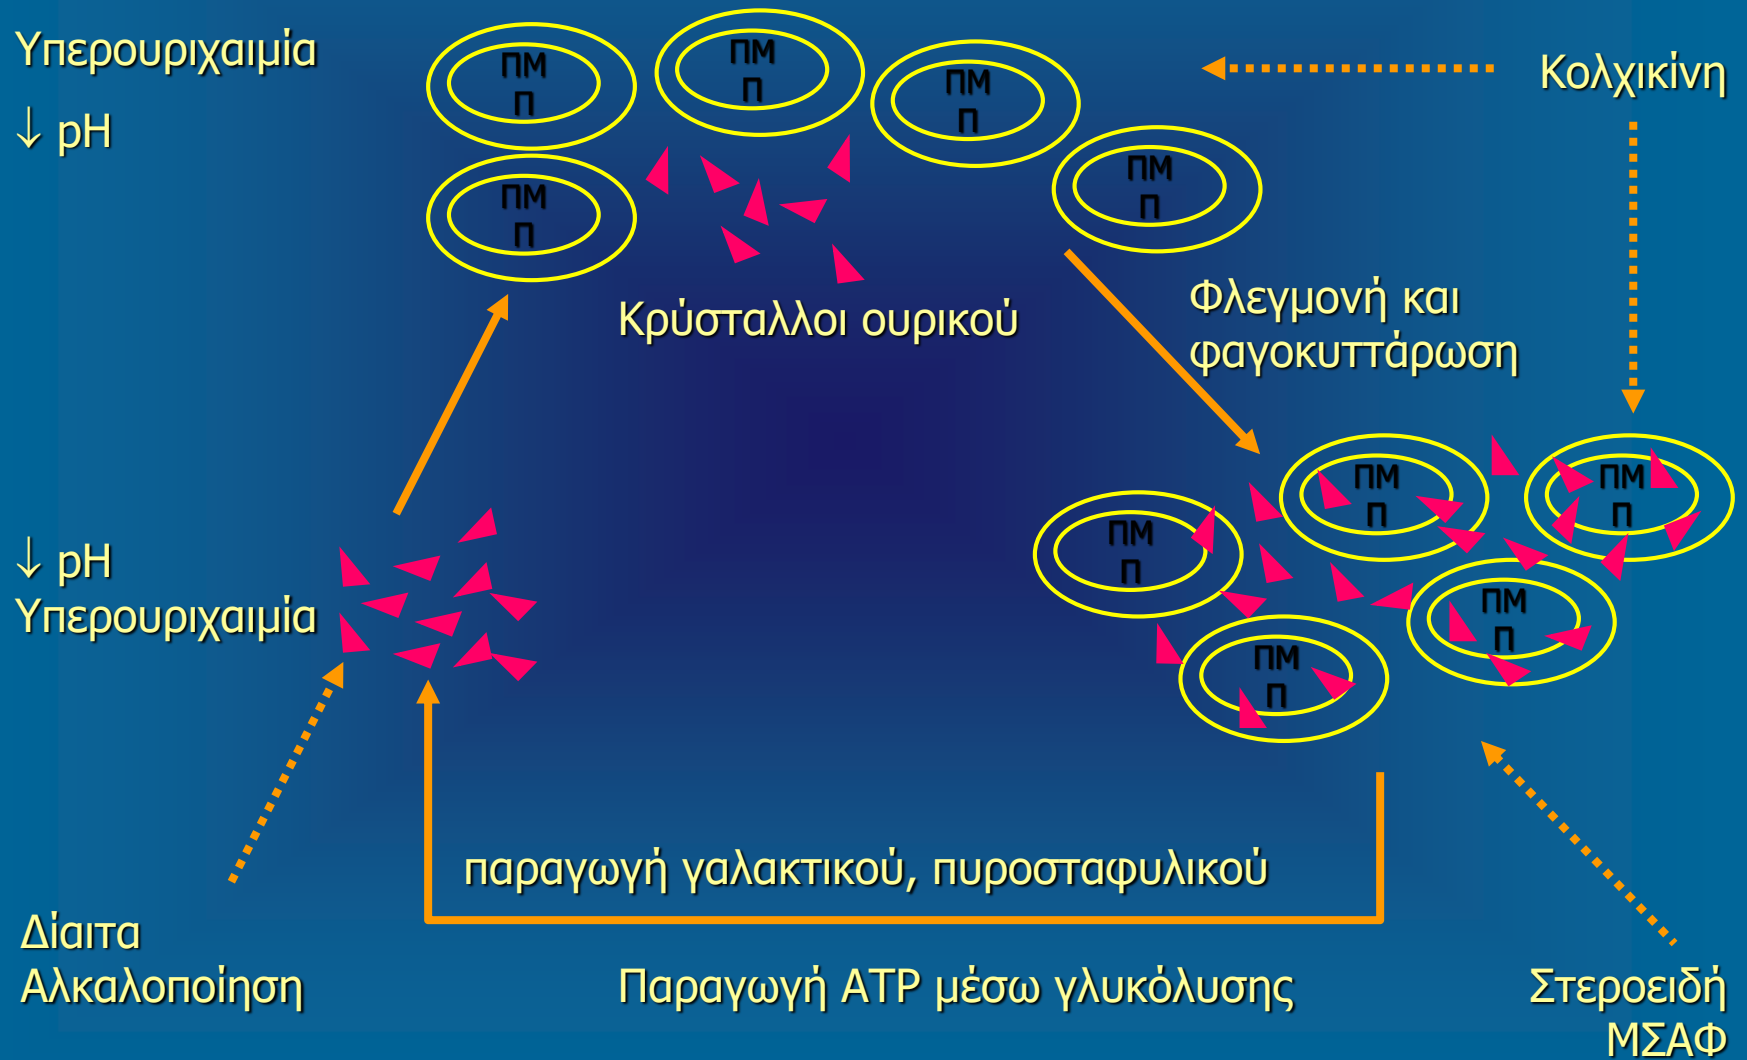 Υπερουριχαιμία
↓ pH
ΠΜ
Π
ΠΜ
Π
ΠΜ
Π
ΠΜ
Π
ΠΜ
Π
Κολχικίνη
Κρύσταλλοι ουρικού
Φλεγμονή και
φαγοκυττάρωση
↓ pH
Υπερουριχαιμία
ΠΜ
Π
ΠΜ
Π
ΠΜ
Π
ΠΜ
Π
ΠΜ
Π
παραγωγή γαλακτικού, πυροσταφυλικού
Δίαιτα
Αλκαλοποίηση
Παραγωγή ATP μέσω γλυκόλυσης
Στεροειδή
ΜΣΑΦ